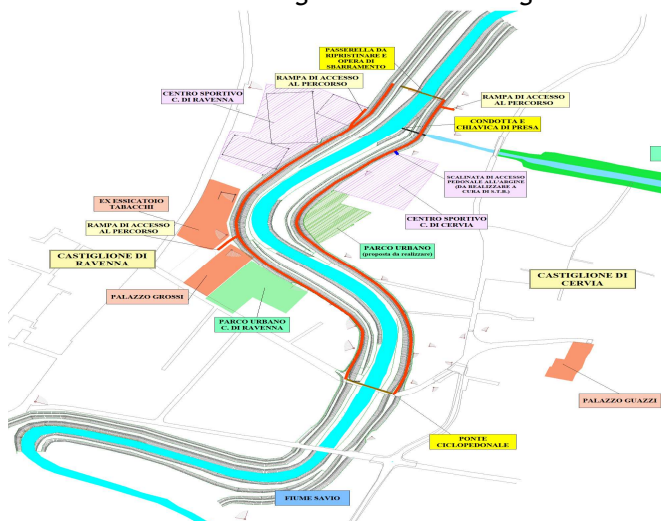 PASSERELLA DA
RIPRISTINARE E
OPERA DI
SBARRAMENTO
RAMPA DI ACCESSO
AL PERCORSO
CENTRO SPORTIVO
C. DI RAVENNA
RAMPA DI ACCESSO
AL PERCORSO
CONDOTTA E
CHIAVICA DI PRESA
SCALINATA DI ACCESSO
PEDONALE ALL'ARGINE
(DA REALIZZARE A
CURA DI S.T.B.)
EX ESSICATOIO
TABACCHI
CENTRO SPORTIVO
C. DI CERVIA
RAMPA DI ACCESSO
AL PERCORSO
PARCO URBANO
(proposta da realizzare)
CASTIGLIONE DI
RAVENNA
CASTIGLIONE DI
CERVIA
PALAZZO GROSSI
PARCO URBANO
C. DI RAVENNA
PALAZZO GUAZZI
PONTE
CICLOPEDONALE
FIUME SAVIO